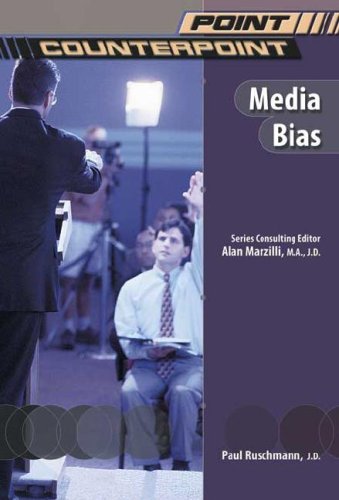 POINT
COUNTERPOINT
Media
Bias
Series Consulting Editor
Alan Marzilli, M.A., J.D.
Paul Ruschmann, J.D.